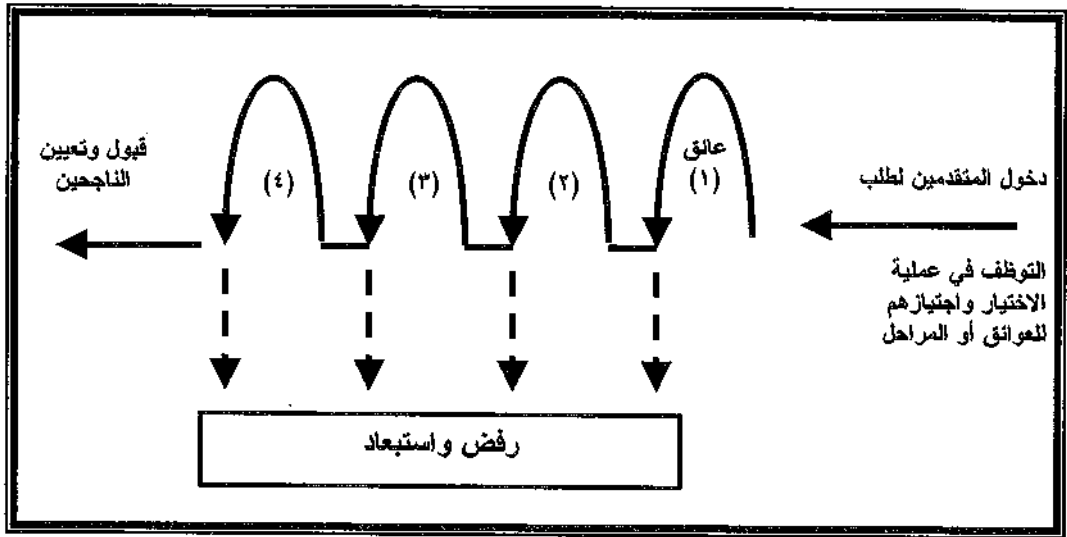 دخول المتقدمين لطلب
التوظف في عملية
الاختيار واجتيازهم
للعوائق أو المراحل
عائق
(١)
(٢)
(٣)
(٤)
قبول وتعيين
الناجحين
رفض واستبعاد